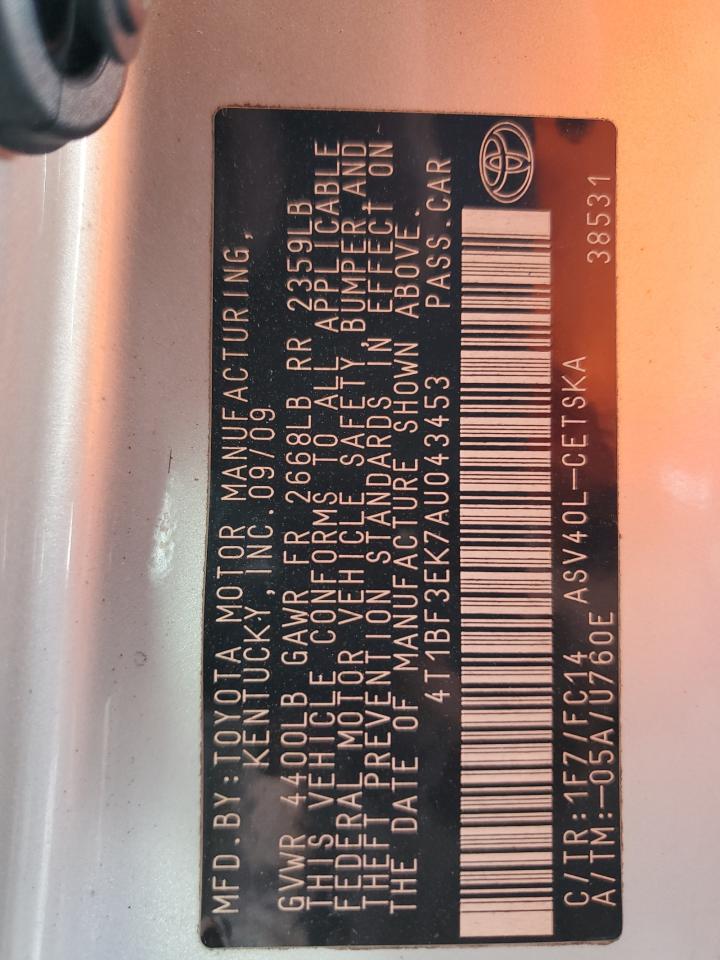 MFD.BY:TOYOTA MOTOR MANUFACTURING,
KENTUCKY, INC. 09/09
GVWR 4400LB GAWR FR 2668LB RR 2359LB
THIS VEHICLE CONFORMS TO ALL APPLICABLE
FEDERAL MOTOR VEHICLE SAFETY, BUMPER, AND
THEFT PREVENTION STANDARDS IN EFFECT ON
THE DATE OF MANUFACTURE SHOWN ABOVE.
4T1BF3EK7AU043453 PASS.CAR
C/TR:1F7/FC14 ASV40L-CETSKA 38531
A/TM:-05A/U760E